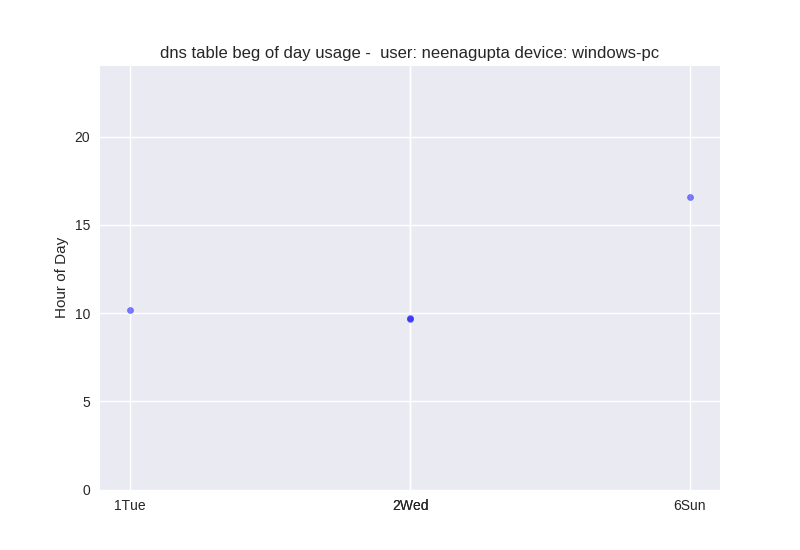 dns table beg of day usage -  user: neenagupta device: windows-pc
20
15
10
5
0
Hour of Day
1Tue 2Wed 6Sun